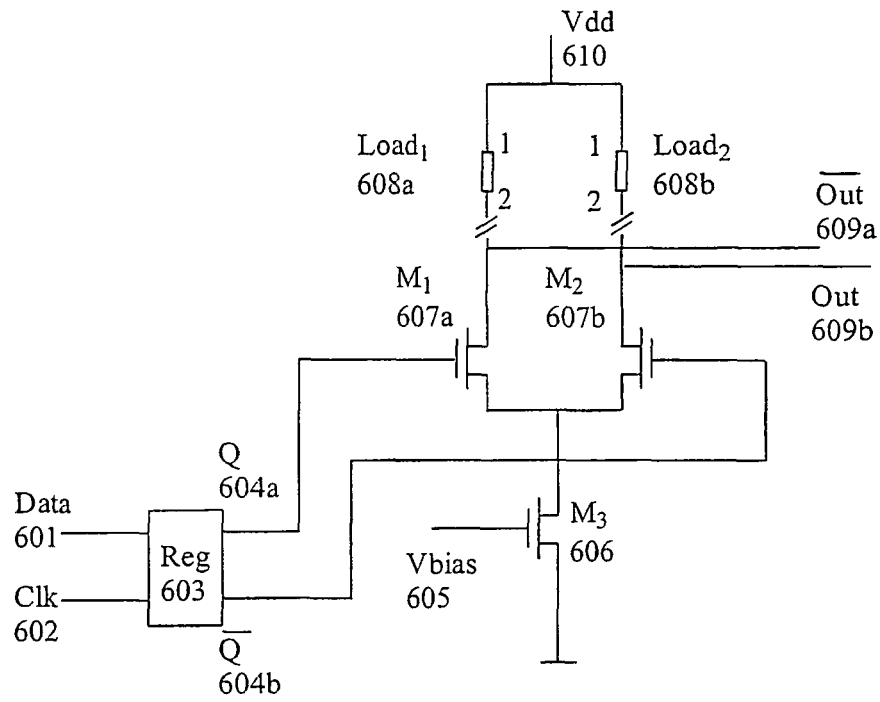 Vdd
610
Load₁
608a
1
1
Load₂
608b
2
2
O̅u̅t̅
609a
M₁
607a
M₂
607b
Out
609b
Q
604a
Data
601
Reg
603
Clk
602
Q̅
604b
Vbias
605
M₃
606